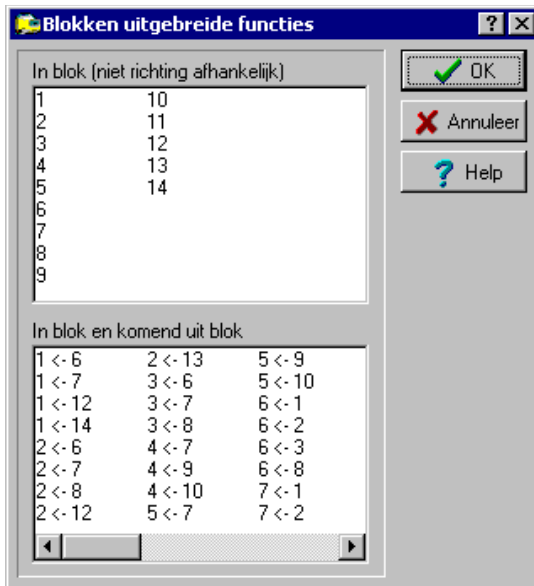 Blokken uitgebreide functies
In blok (niet richting afhankelijk)
1 10
2 11
3 12
4 13
5 14
6
7
8
9
OK
Annuleer
Help
In blok en komend uit blok
1 <- 6 2 <- 13 5 <- 9
1 <- 7 3 <- 6 5 <- 10
1 <- 12 3 <- 7 6 <- 1
1 <- 14 3 <- 8 6 <- 2
2 <- 6 4 <- 7 6 <- 3
2 <- 7 4 <- 9 6 <- 8
2 <- 8 4 <- 10 7 <- 1
2 <- 12 5 <- 7 7 <- 2